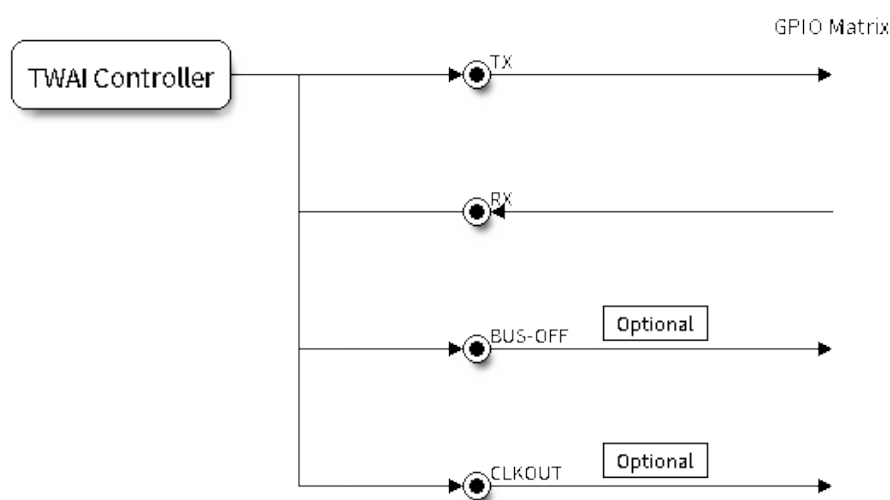 GPIO Matrix
TWAI Controller
TX
RX
BUS-OFF
Optional
CLKOUT
Optional